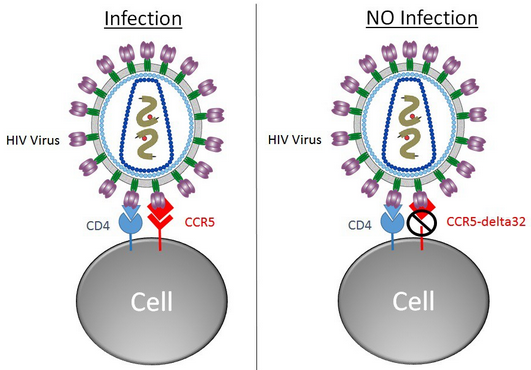 Infection
HIV Virus
CD4
CCR5
Cell
NO Infection
HIV Virus
CD4
CCR5-delta32
Cell